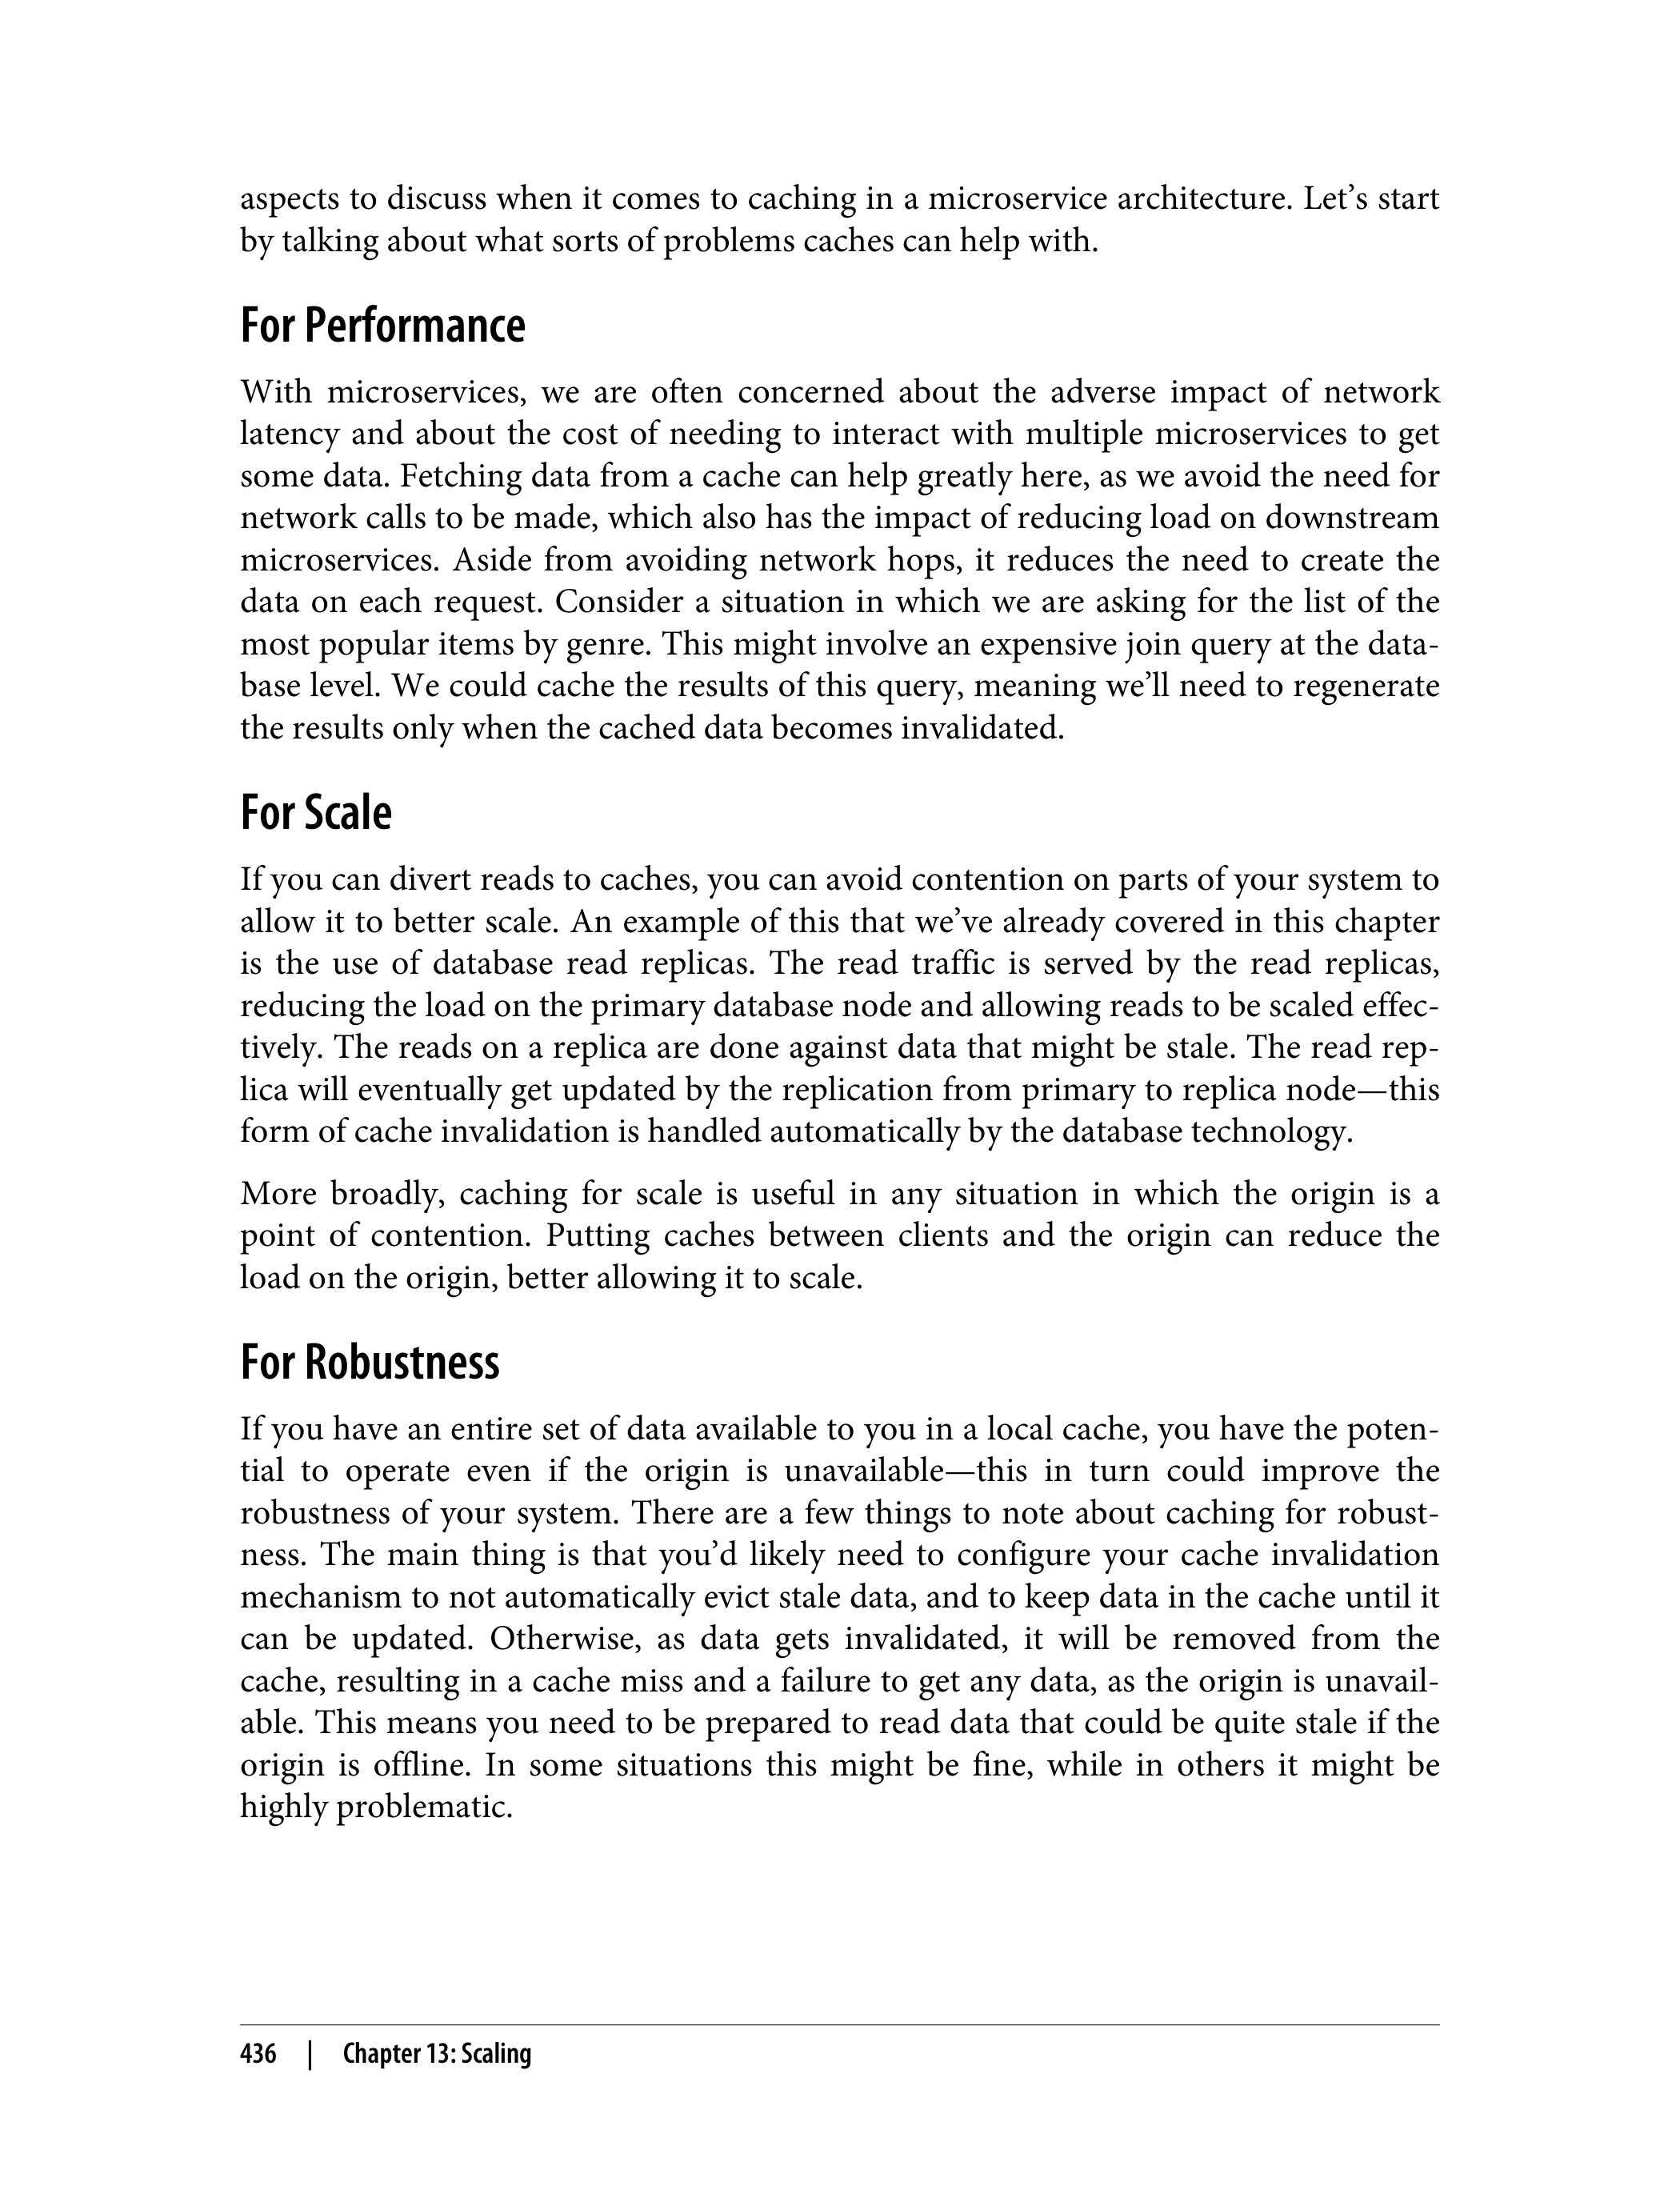 aspects to discuss when it comes to caching in a microservice architecture. Let’s start
by talking about what sorts of problems caches can help with.
For Performance
With microservices, we are often concerned about the adverse impact of network
latency and about the cost of needing to interact with multiple microservices to get
some data. Fetching data from a cache can help greatly here, as we avoid the need for
network calls to be made, which also has the impact of reducing load on downstream
microservices. Aside from avoiding network hops, it reduces the need to create the
data on each request. Consider a situation in which we are asking for the list of the
most popular items by genre. This might involve an expensive join query at the data-
base level. We could cache the results of this query, meaning we’ll need to regenerate
the results only when the cached data becomes invalidated.
For Scale
If you can divert reads to caches, you can avoid contention on parts of your system to
allow it to better scale. An example of this that we’ve already covered in this chapter
is the use of database read replicas. The read traffic is served by the read replicas,
reducing the load on the primary database node and allowing reads to be scaled effec-
tively. The reads on a replica are done against data that might be stale. The read rep-
lica will eventually get updated by the replication from primary to replica node—this
form of cache invalidation is handled automatically by the database technology.
More broadly, caching for scale is useful in any situation in which the origin is a
point of contention. Putting caches between clients and the origin can reduce the
load on the origin, better allowing it to scale.
For Robustness
If you have an entire set of data available to you in a local cache, you have the poten-
tial to operate even if the origin is unavailable—this in turn could improve the
robustness of your system. There are a few things to note about caching for robust-
ness. The main thing is that you’d likely need to configure your cache invalidation
mechanism to not automatically evict stale data, and to keep data in the cache until it
can be updated. Otherwise, as data gets invalidated, it will be removed from the
cache, resulting in a cache miss and a failure to get any data, as the origin is unavail-
able. This means you need to be prepared to read data that could be quite stale if the
origin is offline. In some situations this might be fine, while in others it might be
highly problematic.
436 | Chapter 13: Scaling